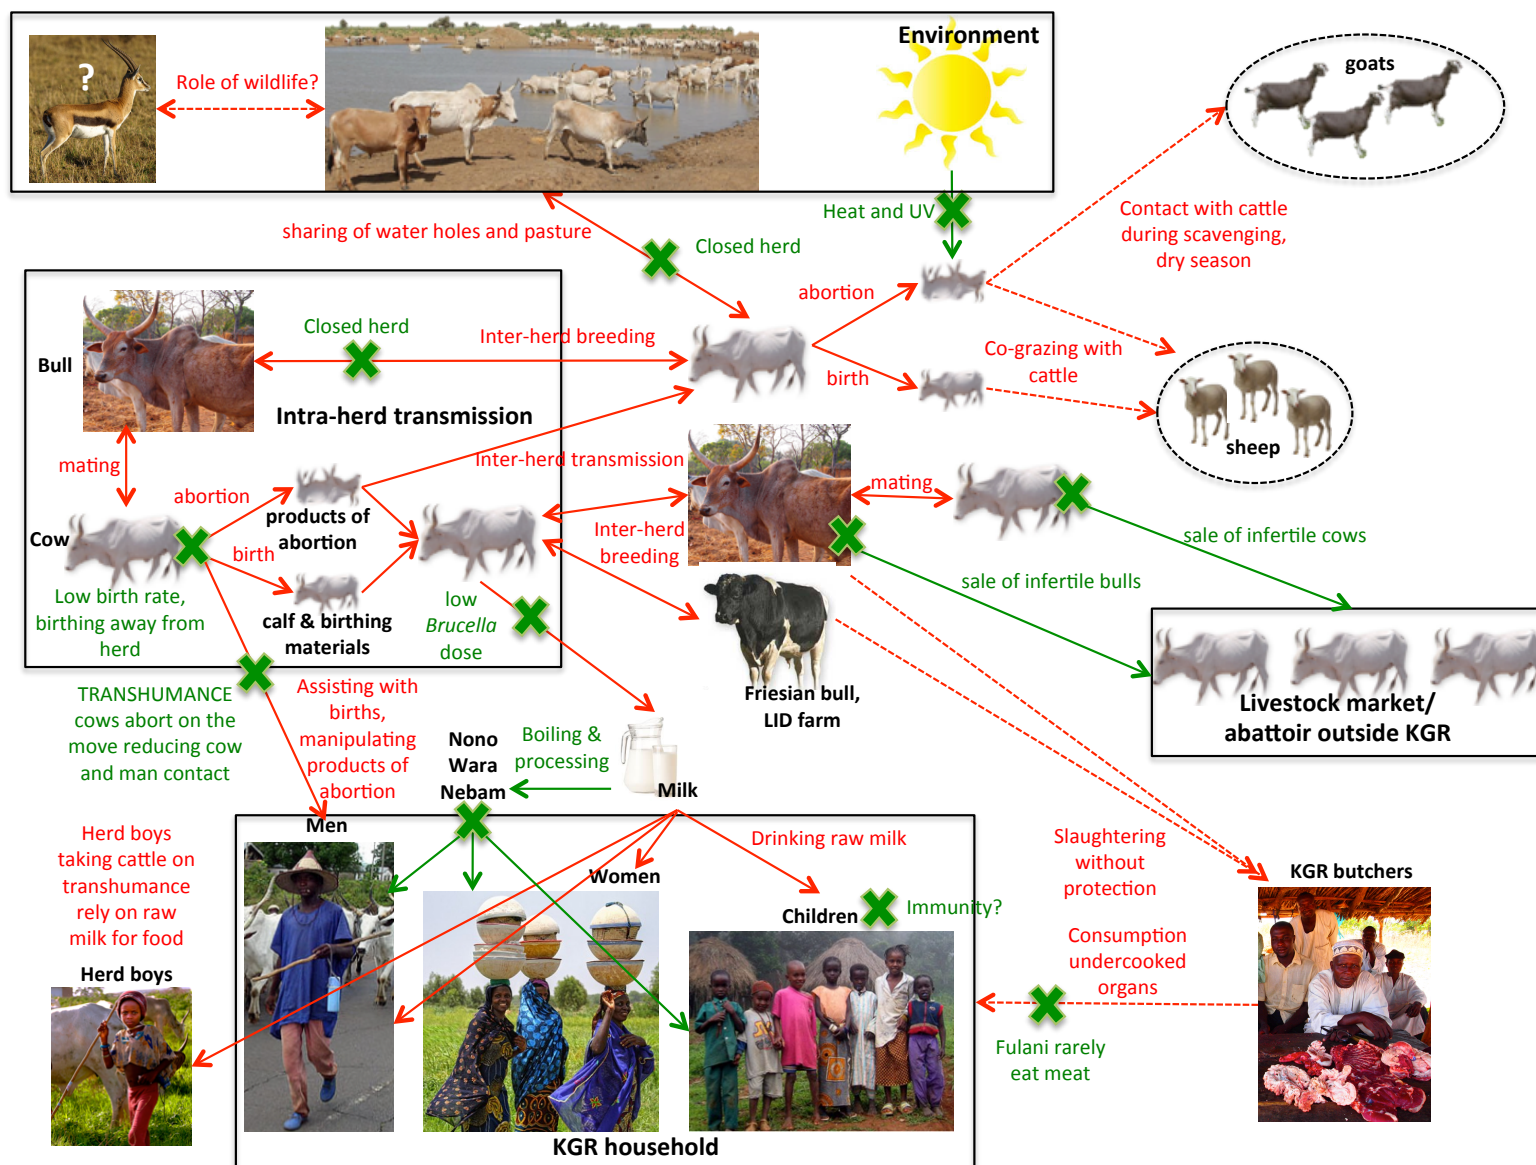 Environment
?
Role of wildlife?
goats
Heat and UV
Contact with cattle
during scavenging,
dry season
sharing of water holes and pasture
Closed herd
Bull
Closed herd
Inter-herd breeding
abortion
birth
Co-grazing with
cattle
Intra-herd transmission
sheep
mating
Inter-herd transmission
mating
abortion
products of
abortion
Cow
birth
Inter-herd
breeding
sale of infertile cows
sale of infertile bulls
Low birth rate,
birthing away from
herd
calf & birthing
materials
low
Brucella
dose
Friesian bull,
LID farm
Livestock market/
abattoir outside KGR
TRANSHUMANCE
cows abort on the
move reducing cow
and man contact
Assisting with
births,
manipulating
products of
abortion
Nono
Wara
Nebam
Boiling &
processing
Milk
Men
Herd boys
taking cattle on
transhumance
rely on raw
milk for food
Drinking raw milk
Women
Children
Immunity?
Slaughtering
without
protection
KGR butchers
Consumption
undercooked
organs
Herd boys
Fulani rarely
eat meat
KGR household